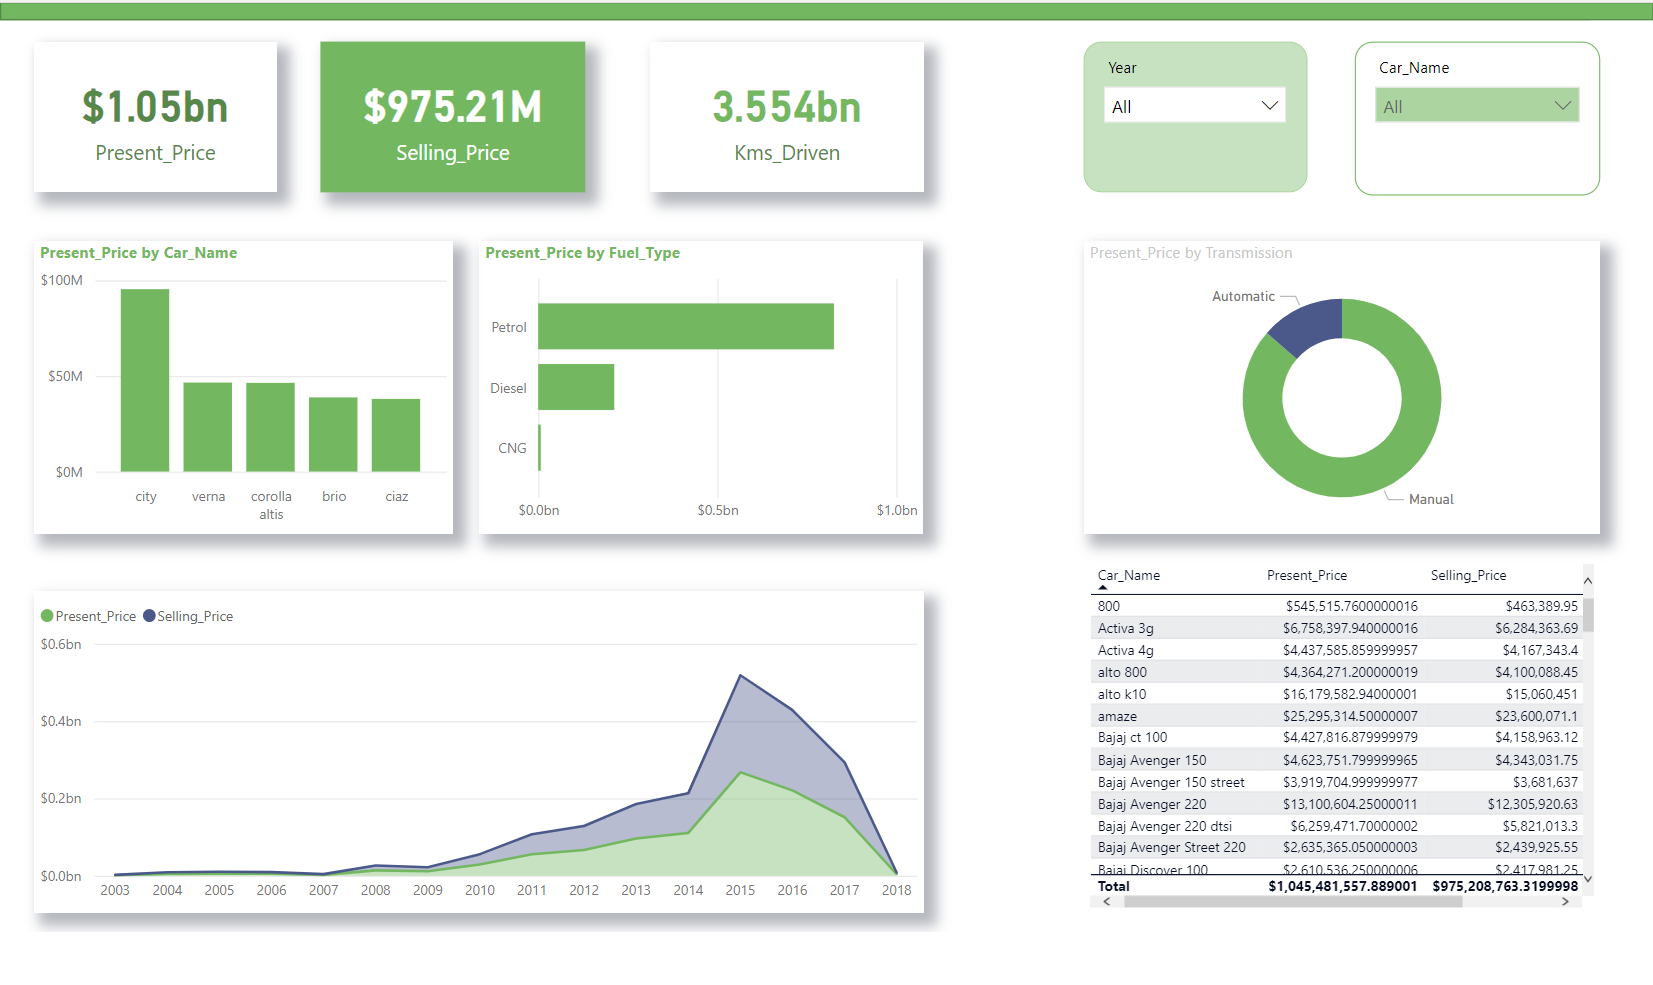 $1.05bn
Present_Price
$975.21M
Selling_Price
3.554bn
Kms_Driven
Year
All
Car_Name
All
Present_Price by Car_Name
$100M
$50M
$0M
city verna corolla altis brio ciaz
Present_Price by Fuel_Type
Petrol
Diesel
CNG
$0.0bn $0.5bn $1.0bn
Present_Price by Transmission
Automatic
Manual
Present_Price Selling_Price
$0.6bn
$0.4bn
$0.2bn
$0.0bn
2003 2004 2005 2006 2007 2008 2009 2010 2011 2012 2013 2014 2015 2016 2017 2018
Car_Name Present_Price Selling_Price
800 $545,515.7600000016 $463,389.95
Activa 3g $6,758,397.940000016 $6,284,363.69
Activa 4g $4,437,585.859999957 $4,167,343.4
alto 800 $4,364,271.200000019 $4,100,088.45
alto k10 $16,179,582.94000001 $15,060,451
amaze $25,295,314.50000007 $23,600,071.1
Bajaj ct 100 $4,427,816.879999979 $4,158,963.12
Bajaj Avenger 150 $4,623,751.799999965 $4,343,031.75
Bajaj Avenger 150 street $3,919,704.999999977 $3,681,637
Bajaj Avenger 220 $13,100,604.25000011 $12,305,920.63
Bajaj Avenger 220 dtsi $6,259,471.70000002 $5,821,013.3
Bajaj Avenger Street 220 $2,635,365.050000003 $2,439,925.55
Bajaj Discover 100 $2,610,536.250000006 $2,417,981.25
Total $1,045,481,557.889001 $975,208,763.3199998